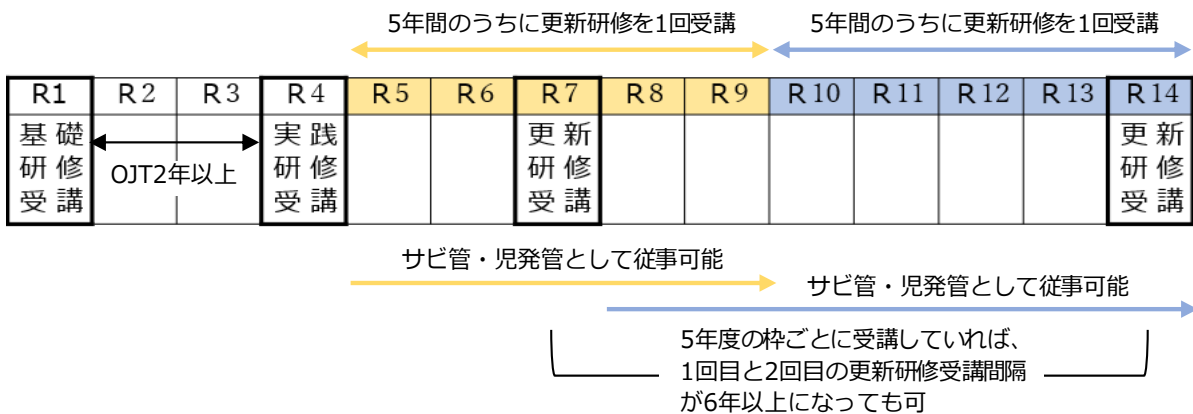 5年間のうちに更新研修を1回受講 5年間のうちに更新研修を1回受講
R1 R2 R3 R4 R5 R6 R7 R8 R9 R10 R11 R12 R13 R14
基礎研修受講
OJT2年以上
実践研修受講
更新研修受講
更新研修受講
サビ管・児発管として従事可能
サビ管・児発管として従事可能
5年度の枠ごとに受講していれば、
1回目と2回目の更新研修受講間隔
が6年以上になっても可